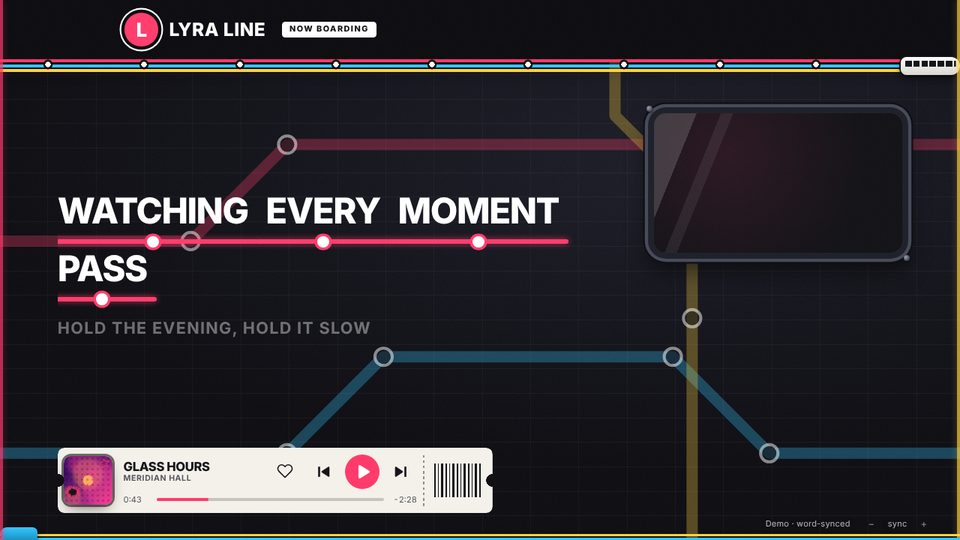 L LYRA LINE NOW BOARDING
WATCHING EVERY MOMENT
PASS
HOLD THE EVENING, HOLD IT SLOW
GLASS HOURS
MERIDIAN HALL
0:43 -2:28
Demo · word-synced − sync +